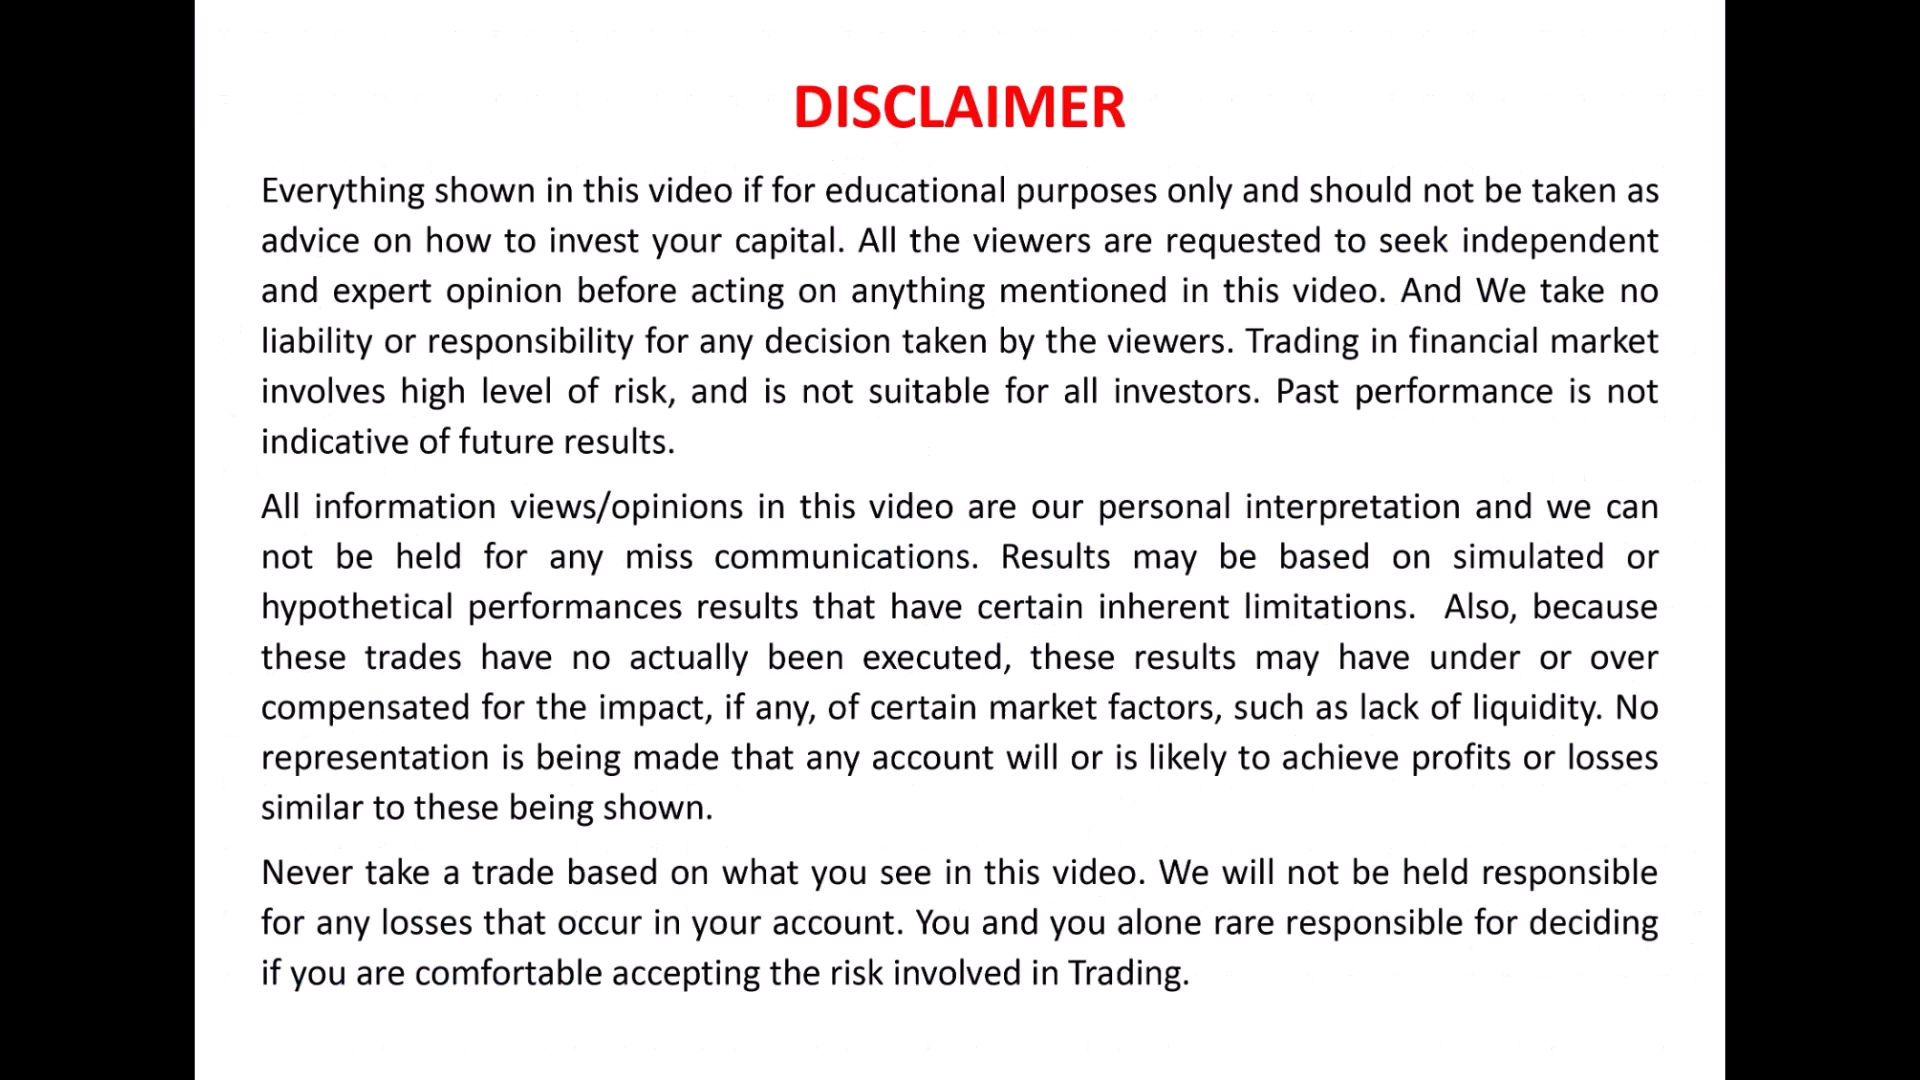 DISCLAIMER
Everything shown in this video if for educational purposes only and should not be taken as
advice on how to invest your capital. All the viewers are requested to seek independent
and expert opinion before acting on anything mentioned in this video. And We take no
liability or responsibility for any decision taken by the viewers. Trading in financial market
involves high level of risk, and is not suitable for all investors. Past performance is not
indicative of future results.
All information views/opinions in this video are our personal interpretation and we can
not be held for any miss communications. Results may be based on simulated or
hypothetical performances results that have certain inherent limitations.  Also, because
these trades have no actually been executed, these results may have under or over
compensated for the impact, if any, of certain market factors, such as lack of liquidity. No
representation is being made that any account will or is likely to achieve profits or losses
similar to these being shown.
Never take a trade based on what you see in this video. We will not be held responsible
for any losses that occur in your account. You and you alone rare responsible for deciding
if you are comfortable accepting the risk involved in Trading.